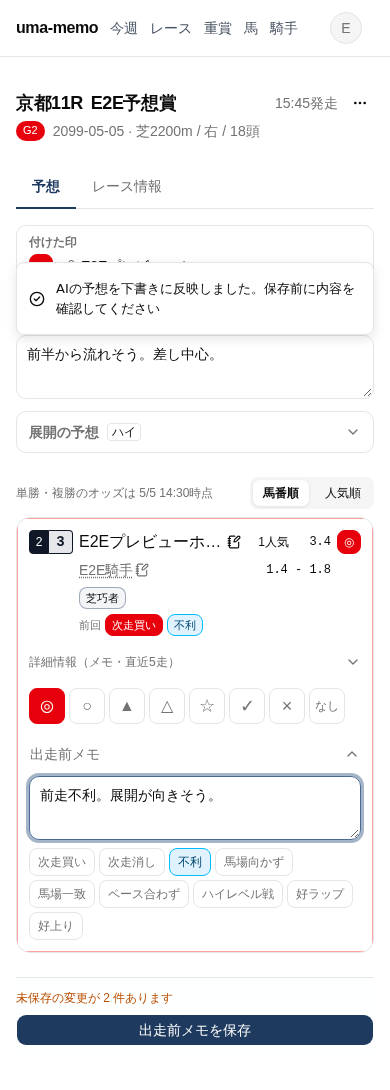 uma-memo 今週 レース 重賞 馬 騎手 E
京都11R E2E予想賞 15:45発走 ···
G2 2099-05-05 · 芝2200m / 右 / 18頭
予想 レース情報
付けた印
AIの予想を下書きに反映しました。保存前に内容を
確認してください
前半から流れそう。差し中心。
展開の予想 ハイ
単勝・複勝のオッズは 5/5 14:30時点 馬番順 人気順
2 3 E2Eプレビューホ… 1人気 3.4 ◎
E2E騎手 1.4 - 1.8
芝巧者
前回 次走買い 不利
詳細情報（メモ・直近5走）
◎ ○ ▲ △ ☆ ✓ × なし
出走前メモ
前走不利。展開が向きそう。
次走買い 次走消し 不利 馬場向かず
馬場一致 ペース合わず ハイレベル戦 好ラップ
好上り
未保存の変更が 2 件あります
出走前メモを保存